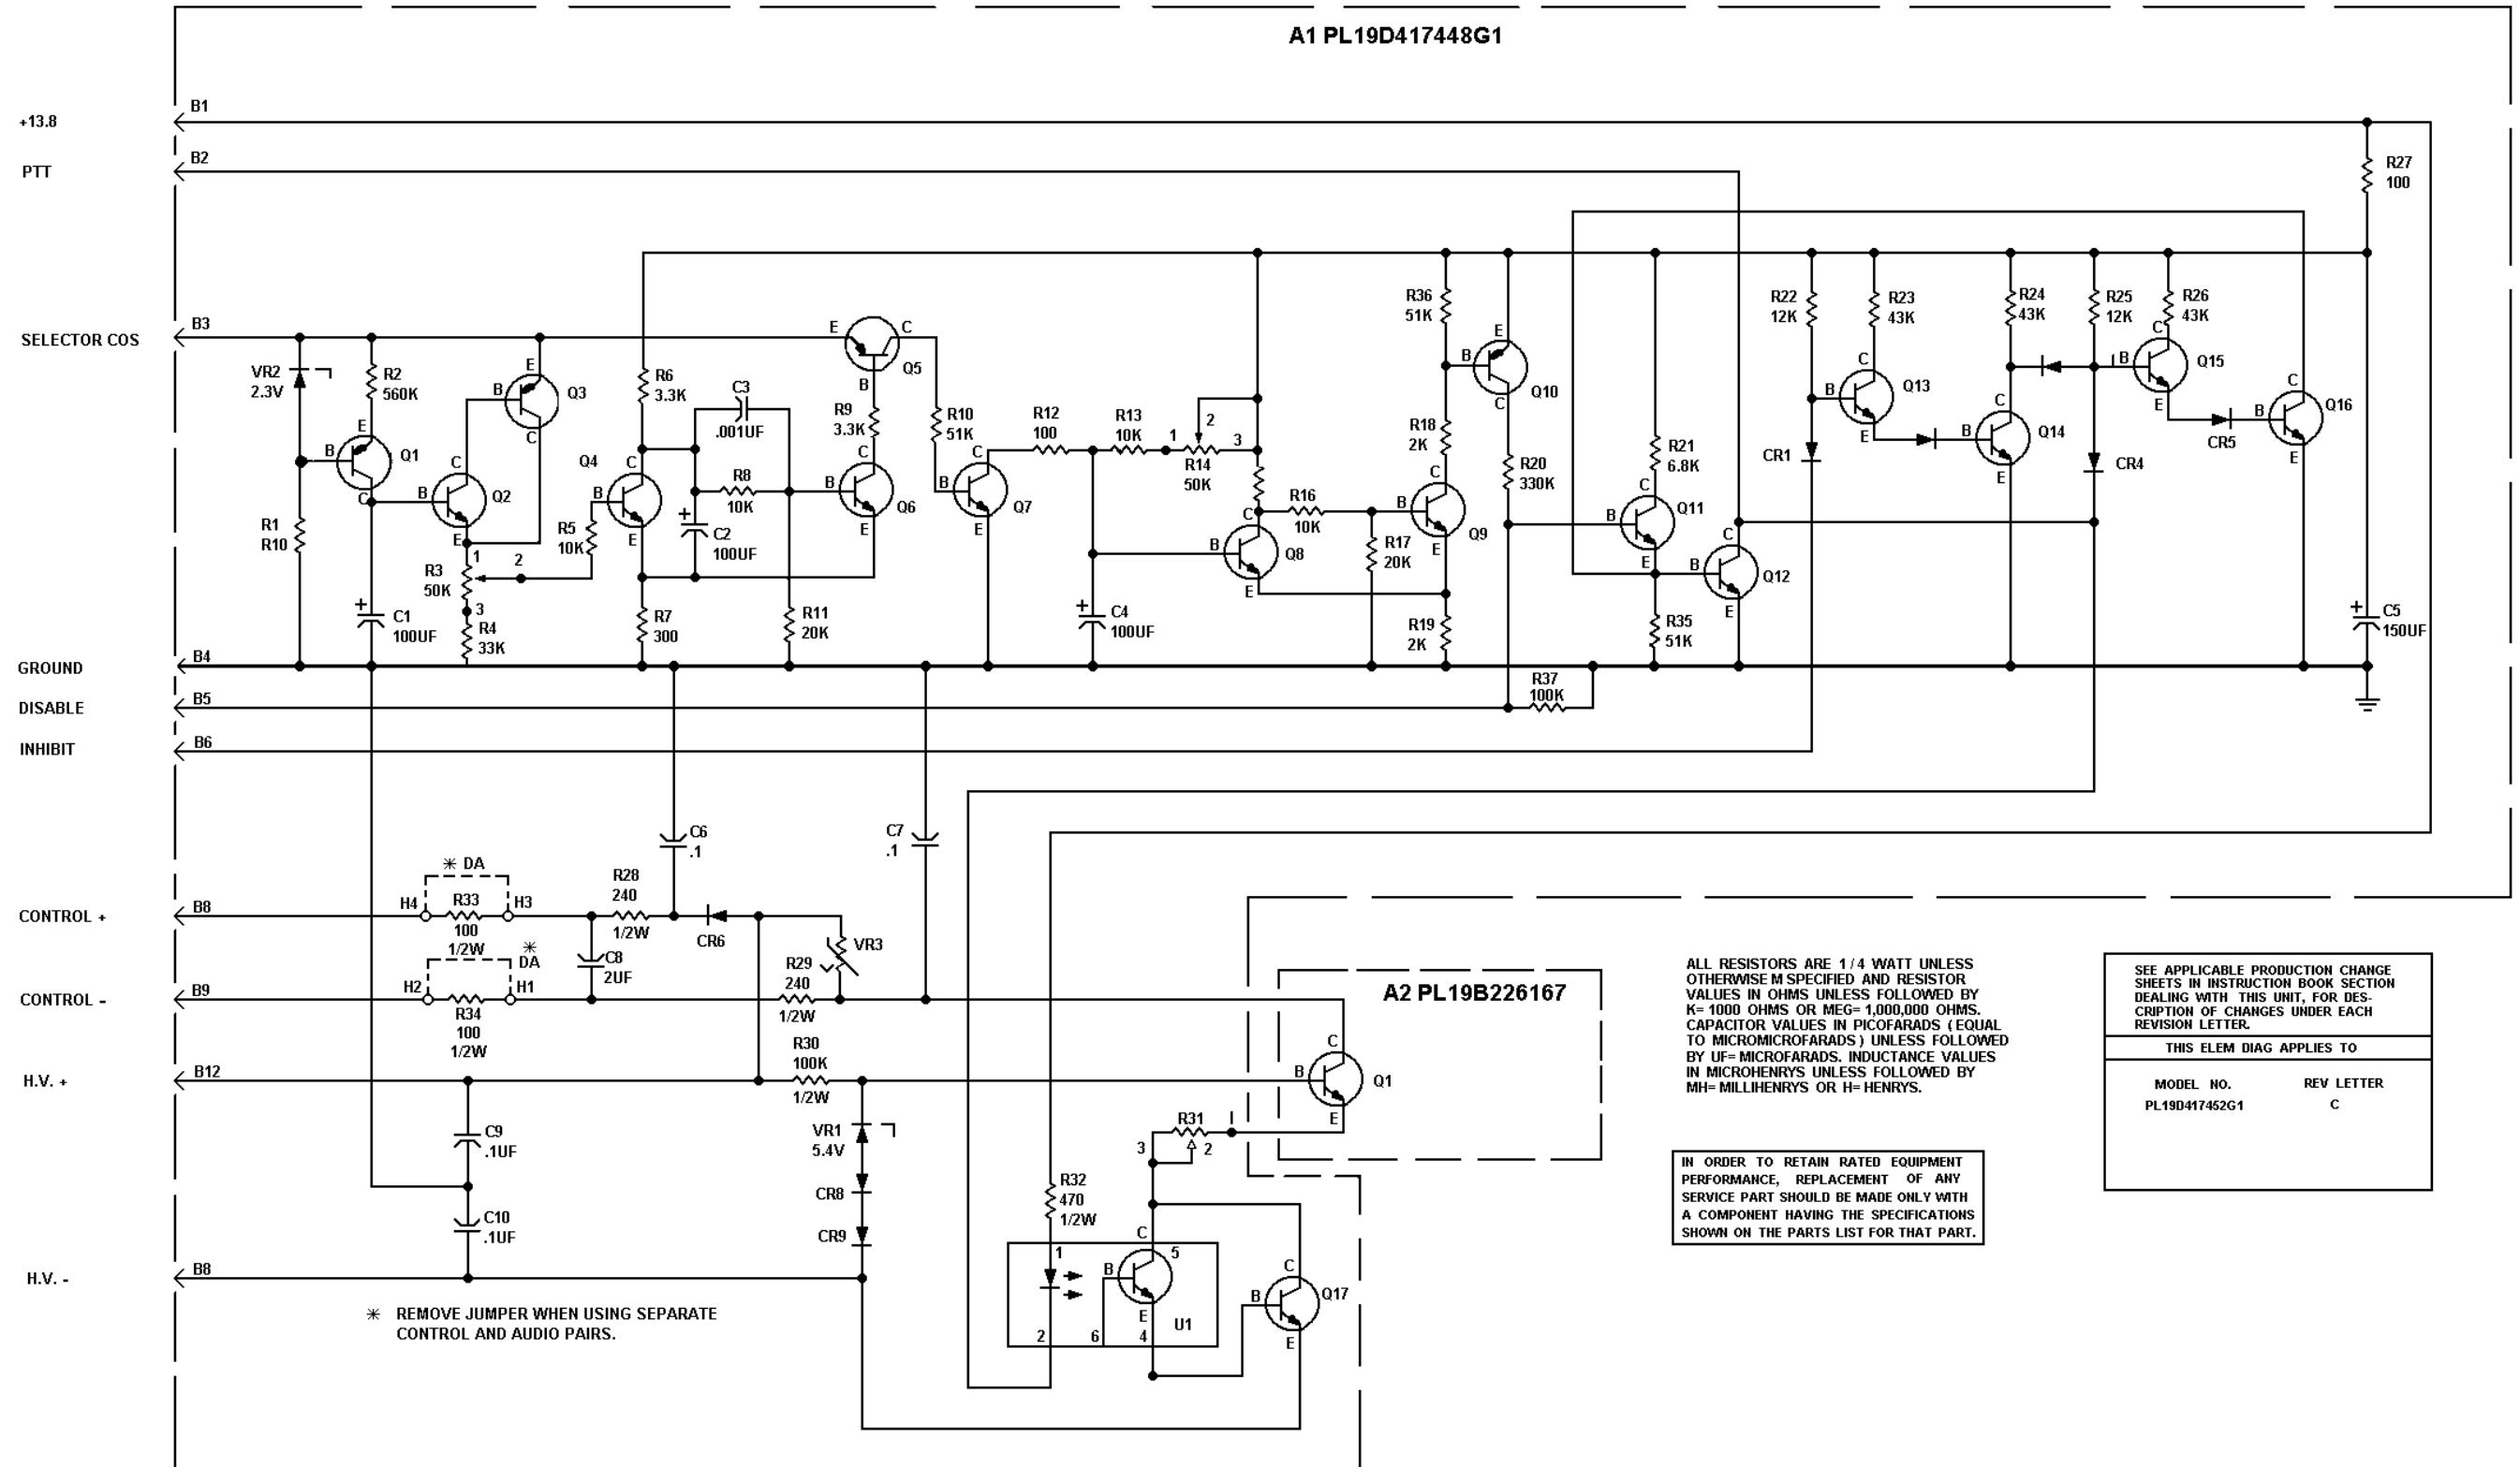 A1 PL19D417448G1
B1
+13.8
B2
PTT
R27
100
B3
SELECTOR COS
VR2
2.3V
R2
560K
E
B
Q1
C
R1
R10
C
B
Q2
E
E
B
Q3
C
1
2
R3
50K
3
R4
33K
+
C1
100UF
R5
10K
Q4
C
B
E
R6
3.3K
C3
.001UF
R8
10K
+
C2
100UF
R7
300
R11
20K
E
C
Q5
B
R9
3.3K
C
B
Q6
E
R10
51K
C
B
Q7
E
R12
100
R13
10K
1
2
3
R14
50K
+
C4
100UF
C
B
Q8
E
R16
10K
R17
20K
R36
51K
R18
2K
C
B
Q9
E
R19
2K
E
B
Q10
C
R20
330K
R21
6.8K
C
B
Q11
E
R35
51K
C
B
Q12
E
R22
12K
CR1
R23
43K
C
B
Q13
E
R24
43K
C
B
Q14
E
R25
12K
CR4
R26
43K
C
B
Q15
E
CR5
C
B
Q16
E
+
C5
150UF
B4
GROUND
B5
DISABLE
R37
100K
B6
INHIBIT
C6
.1
C7
.1
✳ DA
B8
CONTROL +
H4
R33
H3
100
1/2W
R28
240
1/2W
CR6
VR3
✳
DA
C8
2UF
B9
CONTROL -
H2
H1
R34
100
1/2W
R29
240
1/2W
R30
100K
1/2W
B12
H.V. +
C9
.1UF
C10
.1UF
VR1
5.4V
CR8
CR9
B8
H.V. -
✳ REMOVE JUMPER WHEN USING SEPARATE
CONTROL AND AUDIO PAIRS.
A2 PL19B226167
C
B
Q1
E
R31
1
3
2
R32
470
1/2W
1
C
5
B
E
U1
2
6
4
C
B
Q17
E
ALL RESISTORS ARE 1/4 WATT UNLESS
OTHERWISE M SPECIFIED AND RESISTOR
VALUES IN OHMS UNLESS FOLLOWED BY
K= 1000 OHMS OR MEG= 1,000,000 OHMS.
CAPACITOR VALUES IN PICOFARADS (EQUAL
TO MICROMICROFARADS) UNLESS FOLLOWED
BY UF= MICROFARADS. INDUCTANCE VALUES
IN MICROHENRYS UNLESS FOLLOWED BY
MH= MILLIHENRYS OR H= HENRYS.
IN ORDER TO RETAIN RATED EQUIPMENT
PERFORMANCE, REPLACEMENT OF ANY
SERVICE PART SHOULD BE MADE ONLY WITH
A COMPONENT HAVING THE SPECIFICATIONS
SHOWN ON THE PARTS LIST FOR THAT PART.
SEE APPLICABLE PRODUCTION CHANGE
SHEETS IN INSTRUCTION BOOK SECTION
DEALING WITH THIS UNIT, FOR DES-
CRIPTION OF CHANGES UNDER EACH
REVISION LETTER.
THIS ELEM DIAG APPLIES TO
MODEL NO. REV LETTER
PL19D417452G1 C